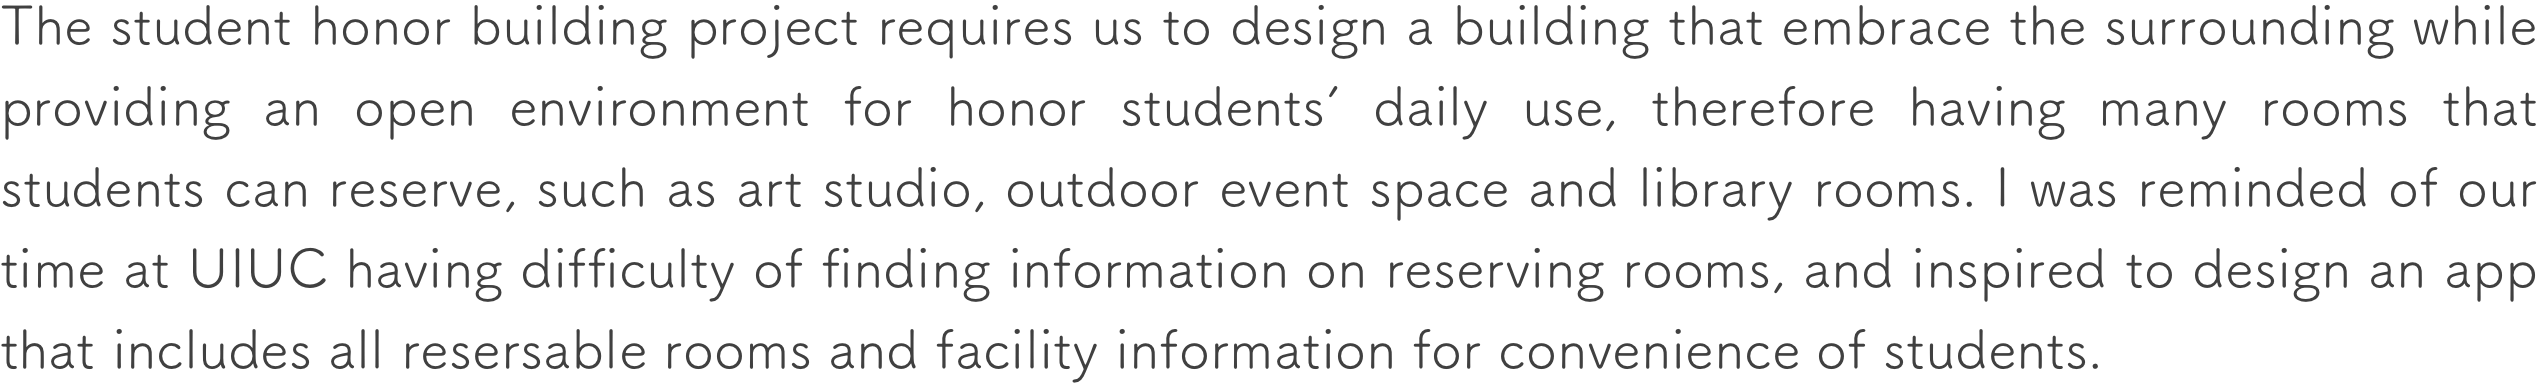 The student honor building project requires us to design a building that embrace the surrounding while
providing an open environment for honor students’ daily use, therefore having many rooms that
students can reserve, such as art studio, outdoor event space and library rooms. I was reminded of our
time at UIUC having difficulty of finding information on reserving rooms, and inspired to design an app
that includes all resersable rooms and facility information for convenience of students.